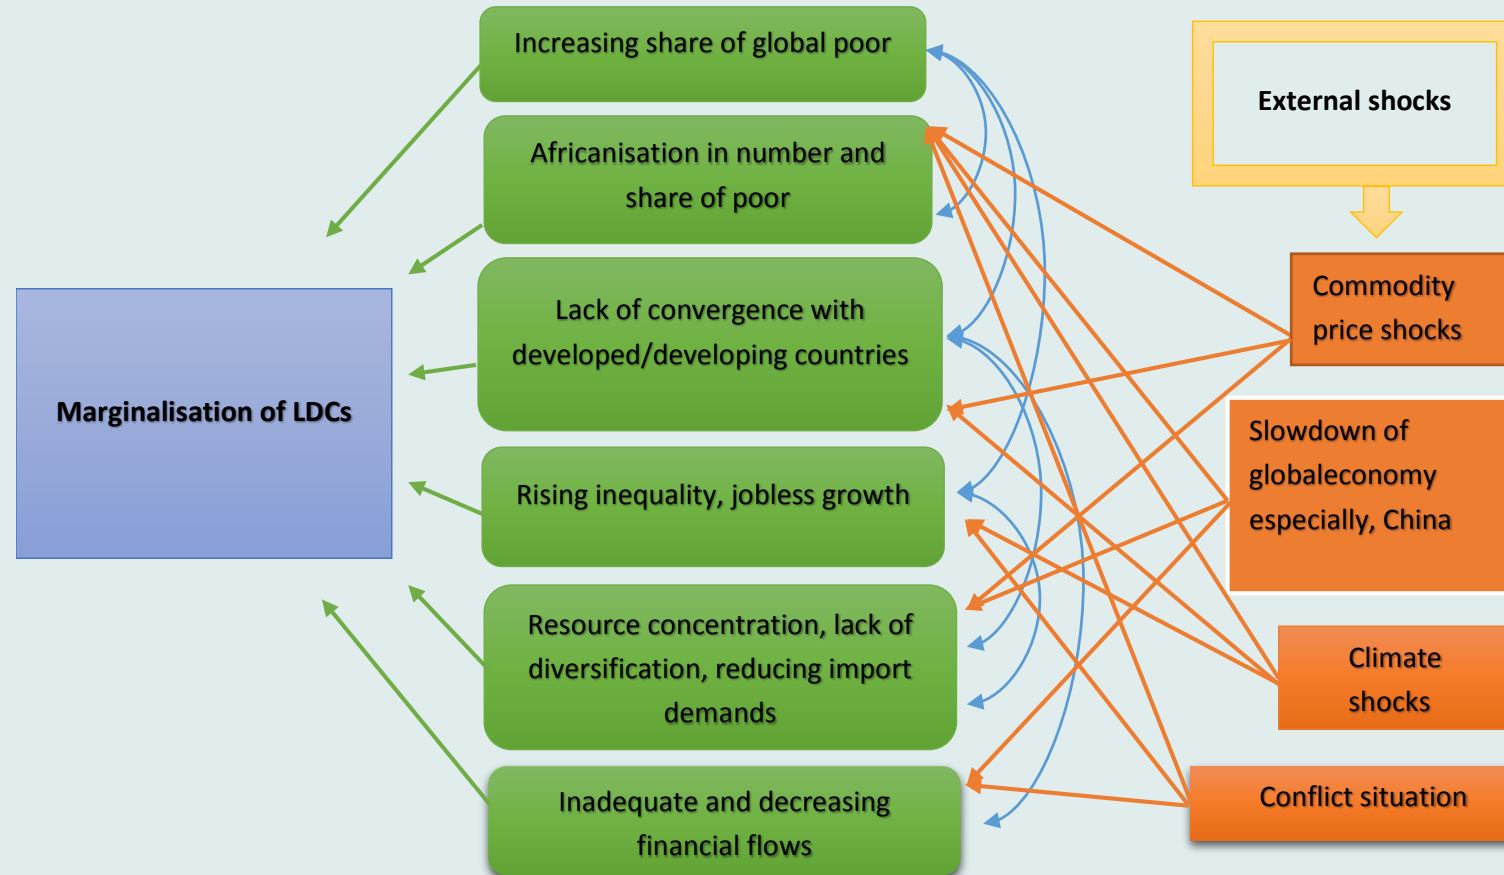 Increasing share of global poor
Africanisation in number and
share of poor
Lack of convergence with
developed/developing countries
Marginalisation of LDCs
Rising inequality, jobless growth
Resource concentration, lack of
diversification, reducing import
demands
Inadequate and decreasing
financial flows
External shocks
Commodity
price shocks
Slowdown of
globaleconomy
especially, China
Climate
shocks
Conflict situation